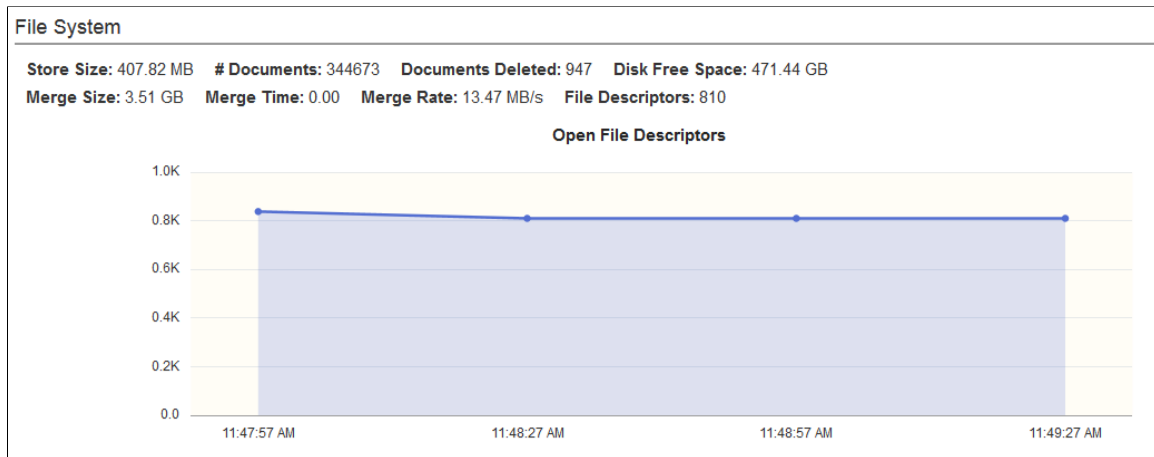 File System
Store Size: 407.82 MB # Documents: 344673 Documents Deleted: 947 Disk Free Space: 471.44 GB
Merge Size: 3.51 GB Merge Time: 0.00 Merge Rate: 13.47 MB/s File Descriptors: 810
Open File Descriptors
1.0K
0.8K
0.6K
0.4K
0.2K
0.0
11:47:57 AM 11:48:27 AM 11:48:57 AM 11:49:27 AM